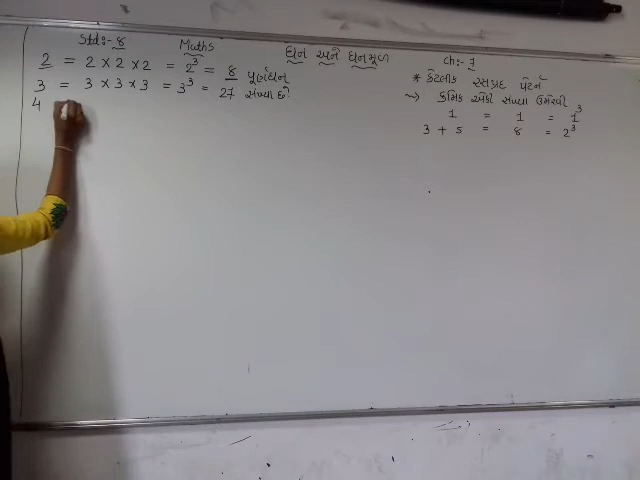 Std:- 8 Maths ઘન અને ઘનમૂળ Ch:- 7
2 = 2 × 2 × 2 = 2³ = 8 પૂર્ણઘન
3 = 3 × 3 × 3 = 3³ = 27 સંખ્યા છે?
4
* કેટલીક રસપ્રદ પેટર્ન
→ ક્રમિક એકી સંખ્યા ઉમેરવી
1 = 1 = 1³
3 + 5 = 8 = 2³